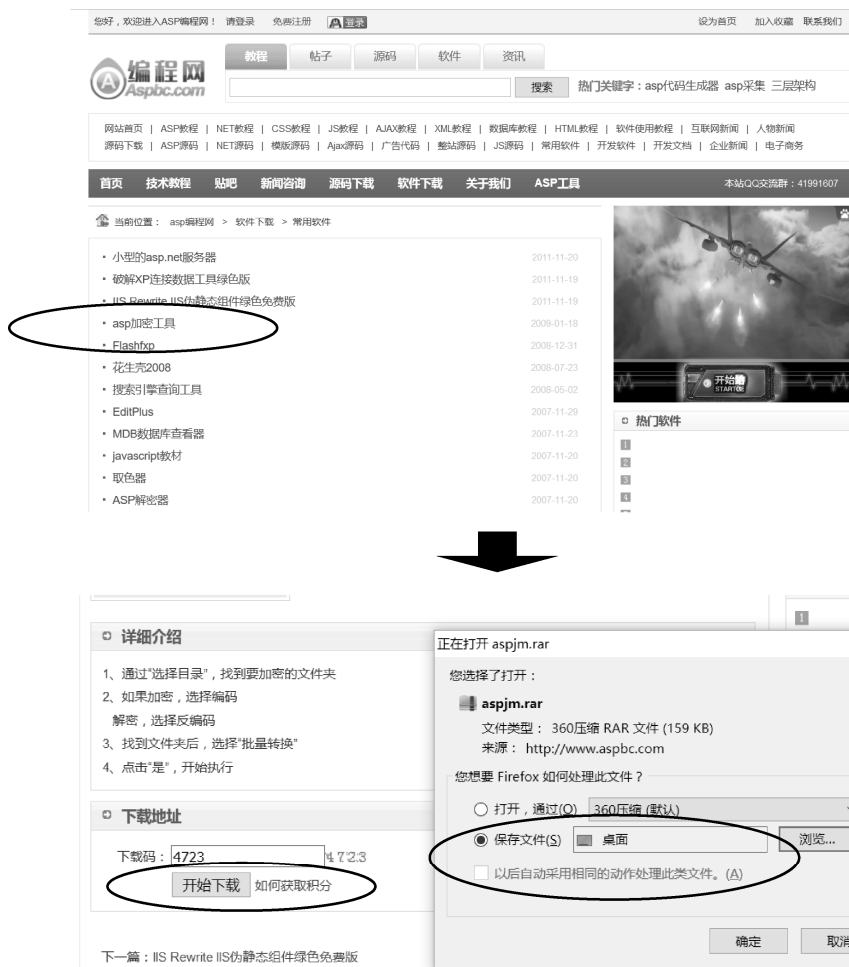 您好，欢迎进入ASP编程网！ 请登录 免费注册 登录 设为首页 加入收藏 联系我们
编程网
Aspbc.com
教程 帖子 源码 软件 资讯
搜索 热门关键字：asp代码生成器 asp采集 三层架构
网站首页 | ASP教程 | NET教程 | CSS教程 | JS教程 | AJAX教程 | XML教程 | 数据库教程 | HTML教程 | 软件使用教程 | 互联网新闻 | 人物新闻
源码下载 | ASP源码 | NET源码 | 模版源码 | Ajax源码 | 广告代码 | 整站源码 | JS源码 | 常用软件 | 开发软件 | 开发文档 | 企业新闻 | 电子商务
首页 技术教程 贴吧 新闻咨询 源码下载 软件下载 关于我们 ASP工具 本站QQ交流群：41991607
当前位置： asp编程网 > 软件下载 > 常用软件
小型的asp.net服务器 2011-11-20
破解XP连接数据工具绿色版 2011-11-19
IIS Rewrite IIS伪静态组件绿色免费版 2011-11-19
asp加密工具 2009-01-18
Flashfxp 2008-12-31
花生壳2008 2008-07-23
搜索引擎查询工具 2008-05-02
EditPlus 2007-11-29
MDB数据库查看器 2007-11-23
javascript教材 2007-11-20
取色器 2007-11-20
ASP解密器 2007-11-20
开始
热门软件
1
2
3
4
详细介绍
1、通过"选择目录"，找到要加密的文件夹
2、如果加密，选择编码
解密，选择反编码
3、找到文件夹后，选择"批量转换"
4、点击"是"，开始执行
下载地址
下载码： 4723 4723
开始下载 如何获取积分
下一篇：IIS Rewrite IIS伪静态组件绿色免费版
1
正在打开 aspjm.rar
您选择了打开：
aspjm.rar
文件类型： 360压缩 RAR 文件 (159 KB)
来源： http://www.aspbc.com
您想要 Firefox 如何处理此文件？
打开，通过(O) 360压缩 (默认)
保存文件(S) 桌面 浏览...
以后自动采用相同的动作处理此类文件。(A)
确定 取消